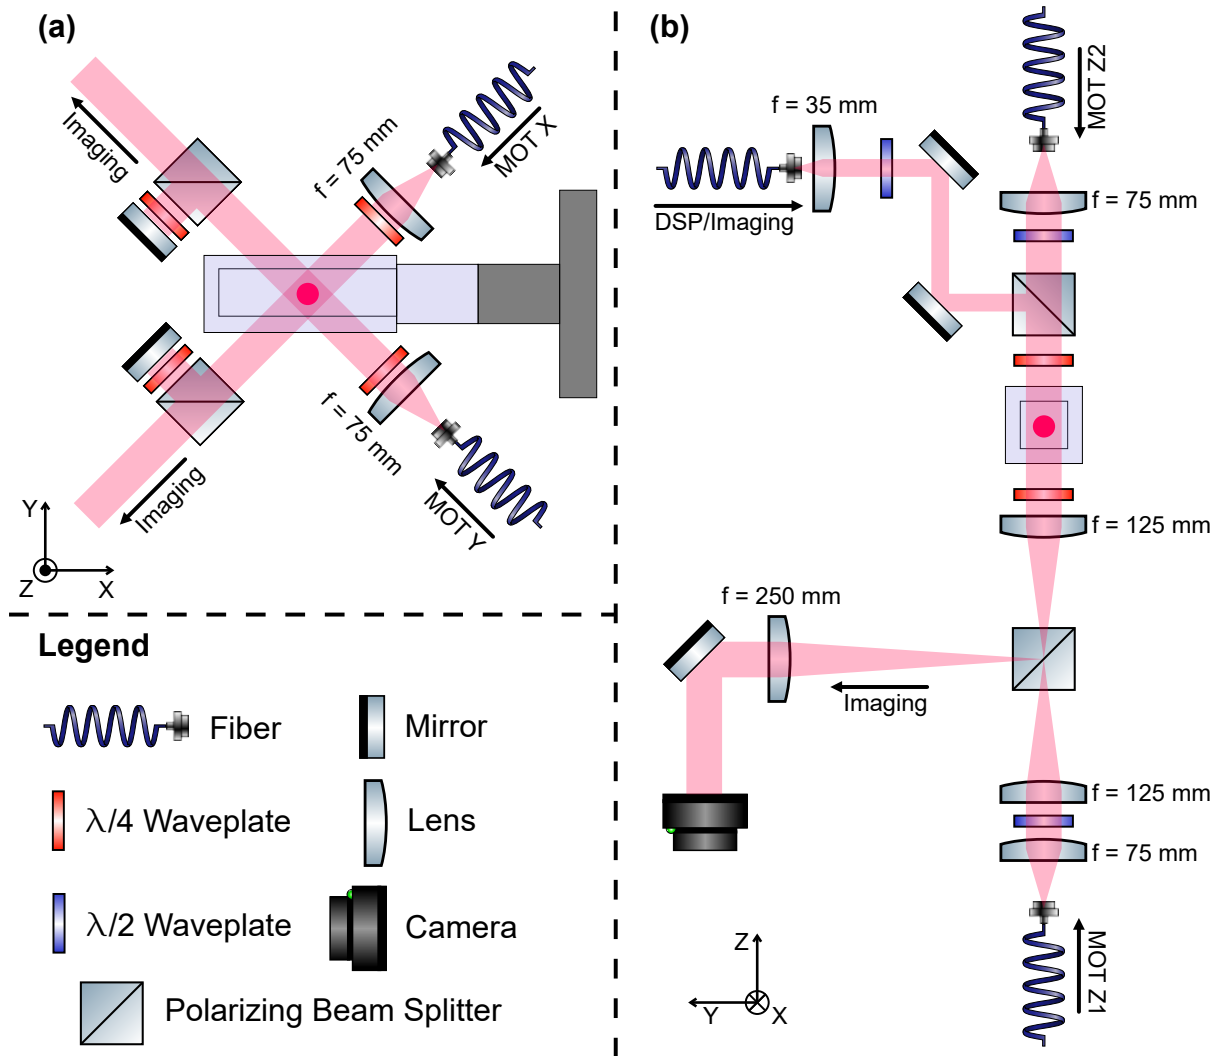 (a)
Imaging
f = 75 mm
MOT X
f = 75 mm
MOT Y
Imaging
Y
Z
X
(b)
MOT Z2
f = 35 mm
DSP/Imaging
f = 75 mm
f = 125 mm
f = 250 mm
Imaging
f = 125 mm
f = 75 mm
MOT Z1
Z
Y
X
Legend
Fiber
Mirror
λ/4 Waveplate
Lens
λ/2 Waveplate
Camera
Polarizing Beam Splitter